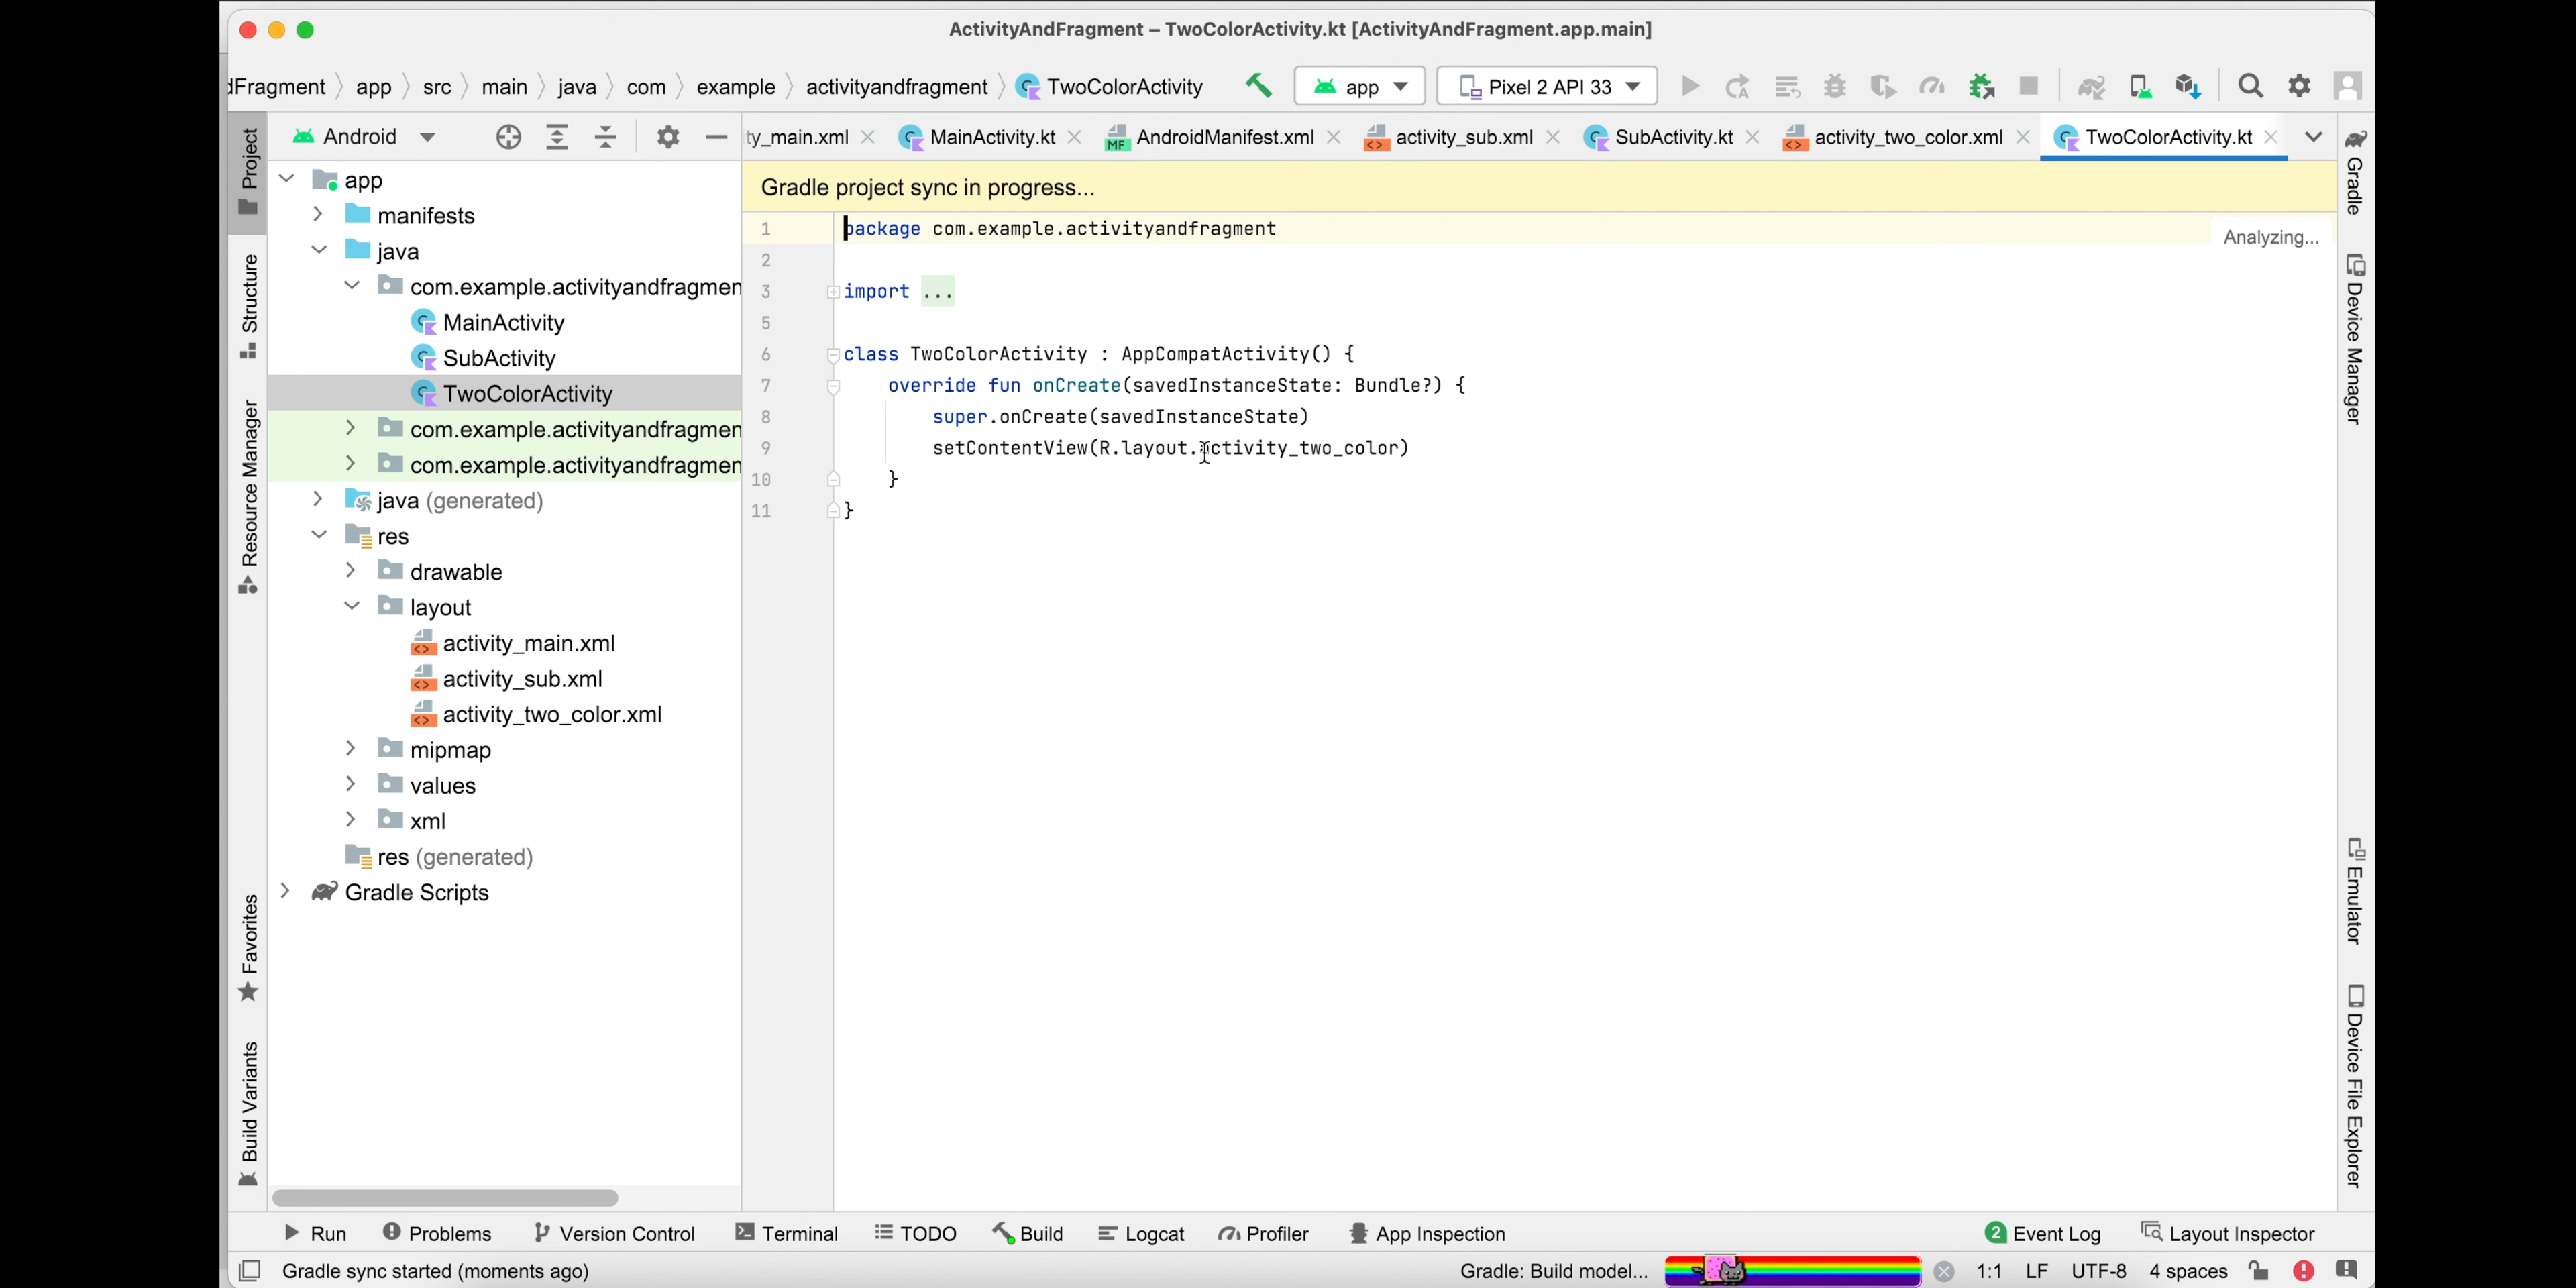 ActivityAndFragment – TwoColorActivity.kt [ActivityAndFragment.app.main]
dFragment app src main java com example activityandfragment TwoColorActivity app Pixel 2 API 33
Project
Structure
Resource Manager
Favorites
Build Variants
Android
app
manifests
java
com.example.activityandfragmen
MainActivity
SubActivity
TwoColorActivity
com.example.activityandfragmen
com.example.activityandfragmen
java (generated)
res
drawable
layout
activity_main.xml
activity_sub.xml
activity_two_color.xml
mipmap
values
xml
res (generated)
Gradle Scripts
ty_main.xml MainActivity.kt MF AndroidManifest.xml activity_sub.xml SubActivity.kt activity_two_color.xml TwoColorActivity.kt
Gradle project sync in progress...
Analyzing...
1 package com.example.activityandfragment
2
3 import ...
5
6 class TwoColorActivity : AppCompatActivity() {
7 override fun onCreate(savedInstanceState: Bundle?) {
8 super.onCreate(savedInstanceState)
9 setContentView(R.layout.activity_two_color)
10 }
11 }
Gradle
Device Manager
Emulator
Device File Explorer
Run Problems Version Control Terminal TODO Build Logcat Profiler App Inspection 2 Event Log Layout Inspector
Gradle sync started (moments ago) Gradle: Build model... 1:1 LF UTF-8 4 spaces